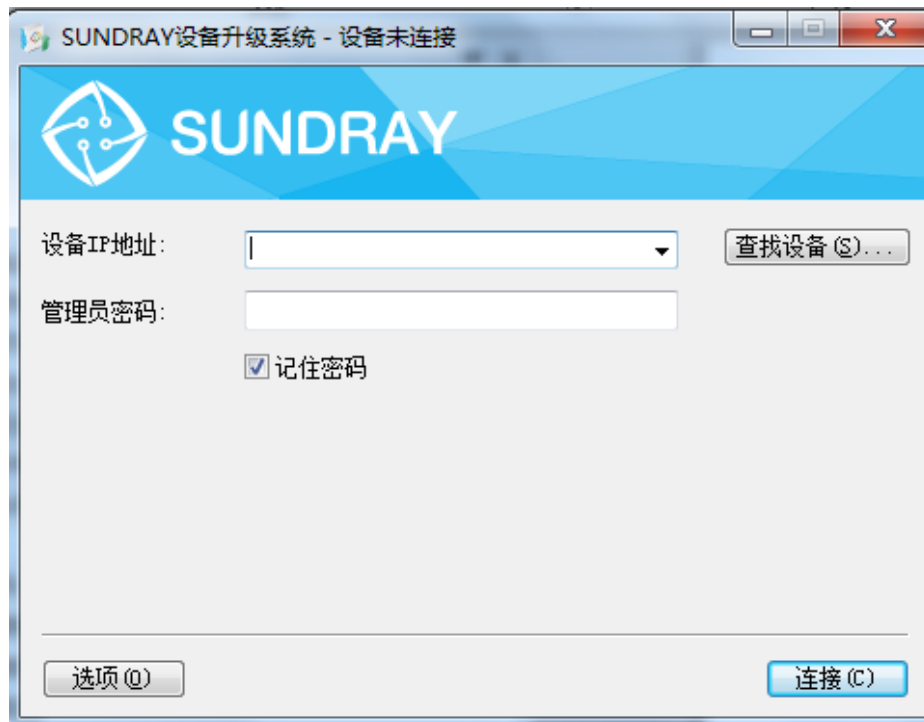 SUNDRAY设备升级系统 - 设备未连接
SUNDRAY
设备IP地址: 查找设备(S)...
管理员密码:
记住密码
选项(O) 连接(C)